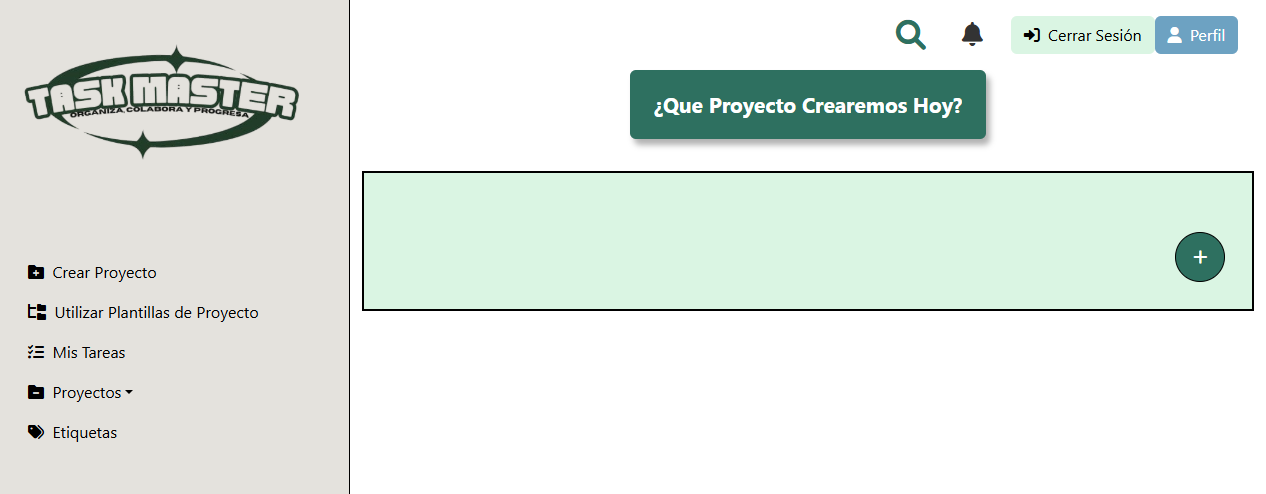 TASK MASTER
ORGANIZA, COLABORA Y PROGRESA
Crear Proyecto
Utilizar Plantillas de Proyecto
Mis Tareas
Proyectos
Etiquetas
Cerrar Sesión
Perfil
¿Que Proyecto Crearemos Hoy?
+